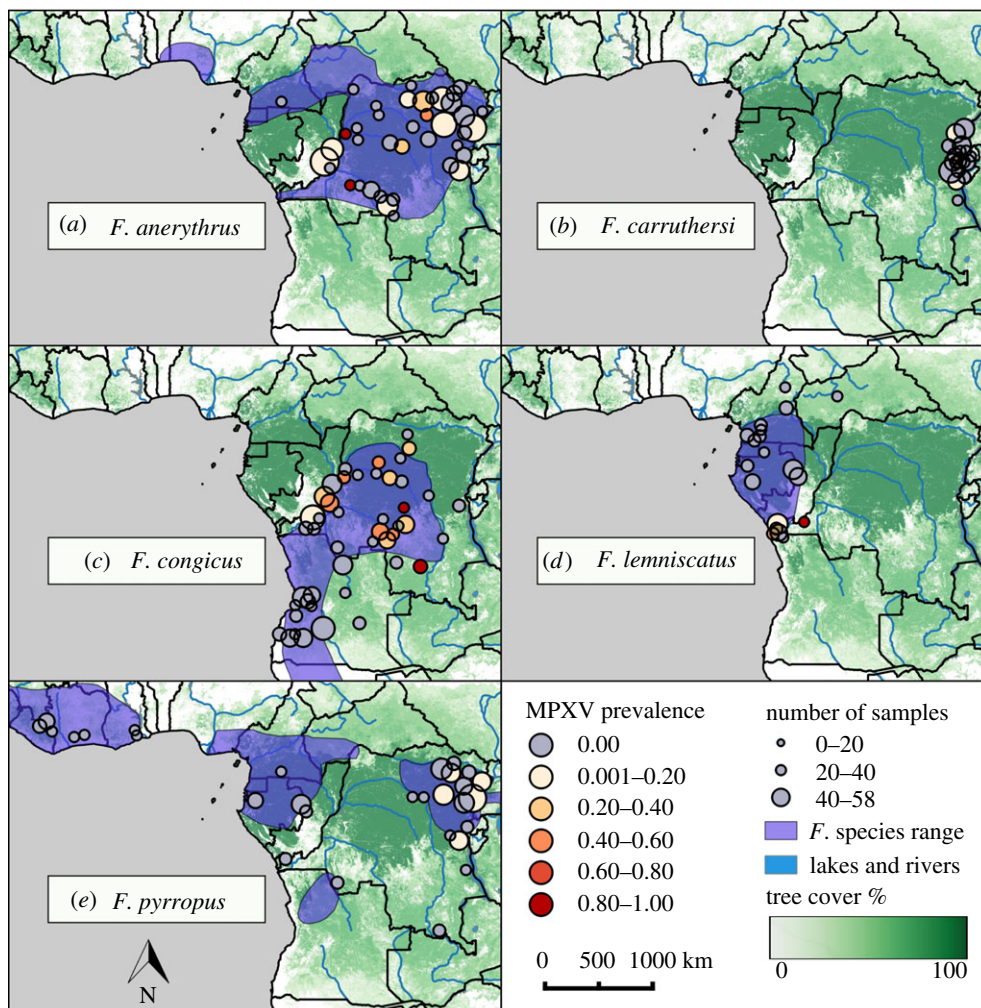 (a) F. anerythrus
(b) F. carruthersi
(c) F. congicus
(d) F. lemniscatus
(e) F. pyrropus
N
MPXV prevalence
0.00
0.001–0.20
0.20–0.40
0.40–0.60
0.60–0.80
0.80–1.00
0 500 1000 km
number of samples
0–20
20–40
40–58
F. species range
lakes and rivers
tree cover %
0 100